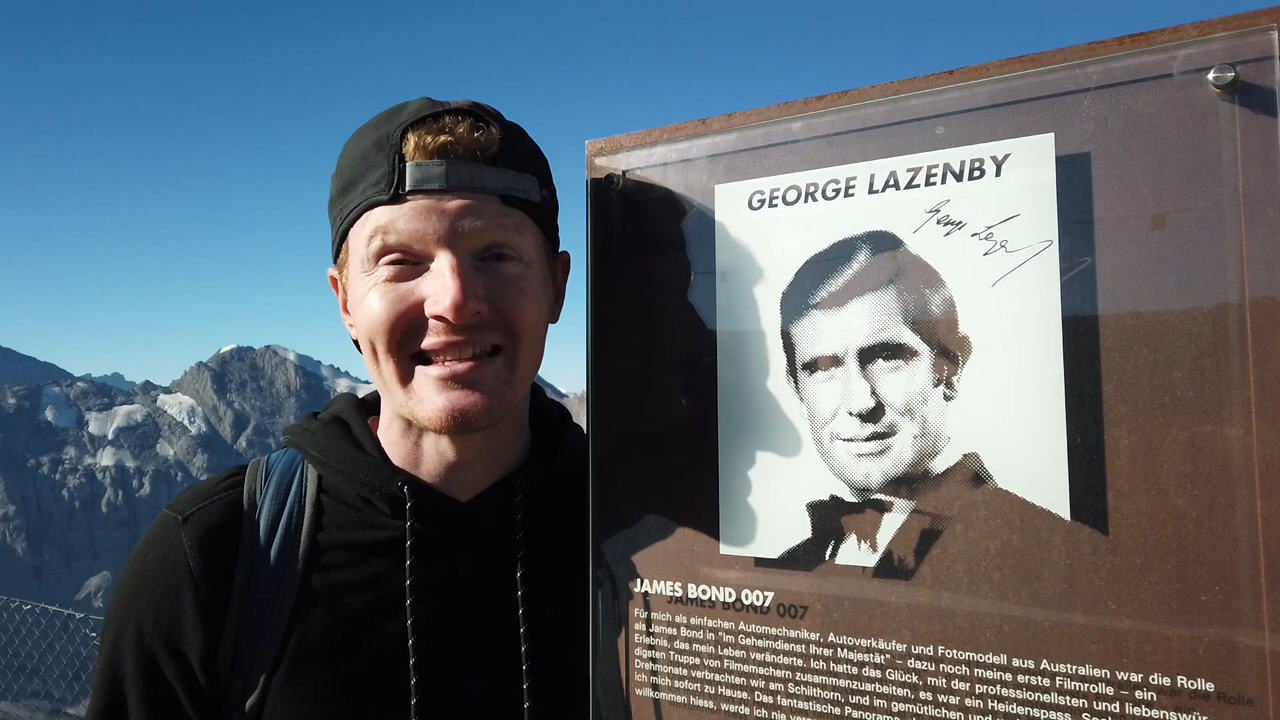 GEORGE LAZENBY
JAMES BOND 007
Für mich als einfachen Automechaniker, Autoverkäufer und Fotomodell aus Australien war die Rolle
als James Bond in "Im Geheimdienst Ihrer Majestät" – dazu noch meine erste Filmrolle – ein
Erlebnis, das mein Leben veränderte. Ich hatte das Glück, mit der professionellsten und liebenswür-
digsten Truppe von Filmemachern zusammenzuarbeiten, es war ein Heidenspass.
Drehmonate verbrachten wir am Schilthorn, und im gemütlichen und
ich mich sofort zu Hause. Das fantastische Panorama
willkommen hiess, werde ich nie